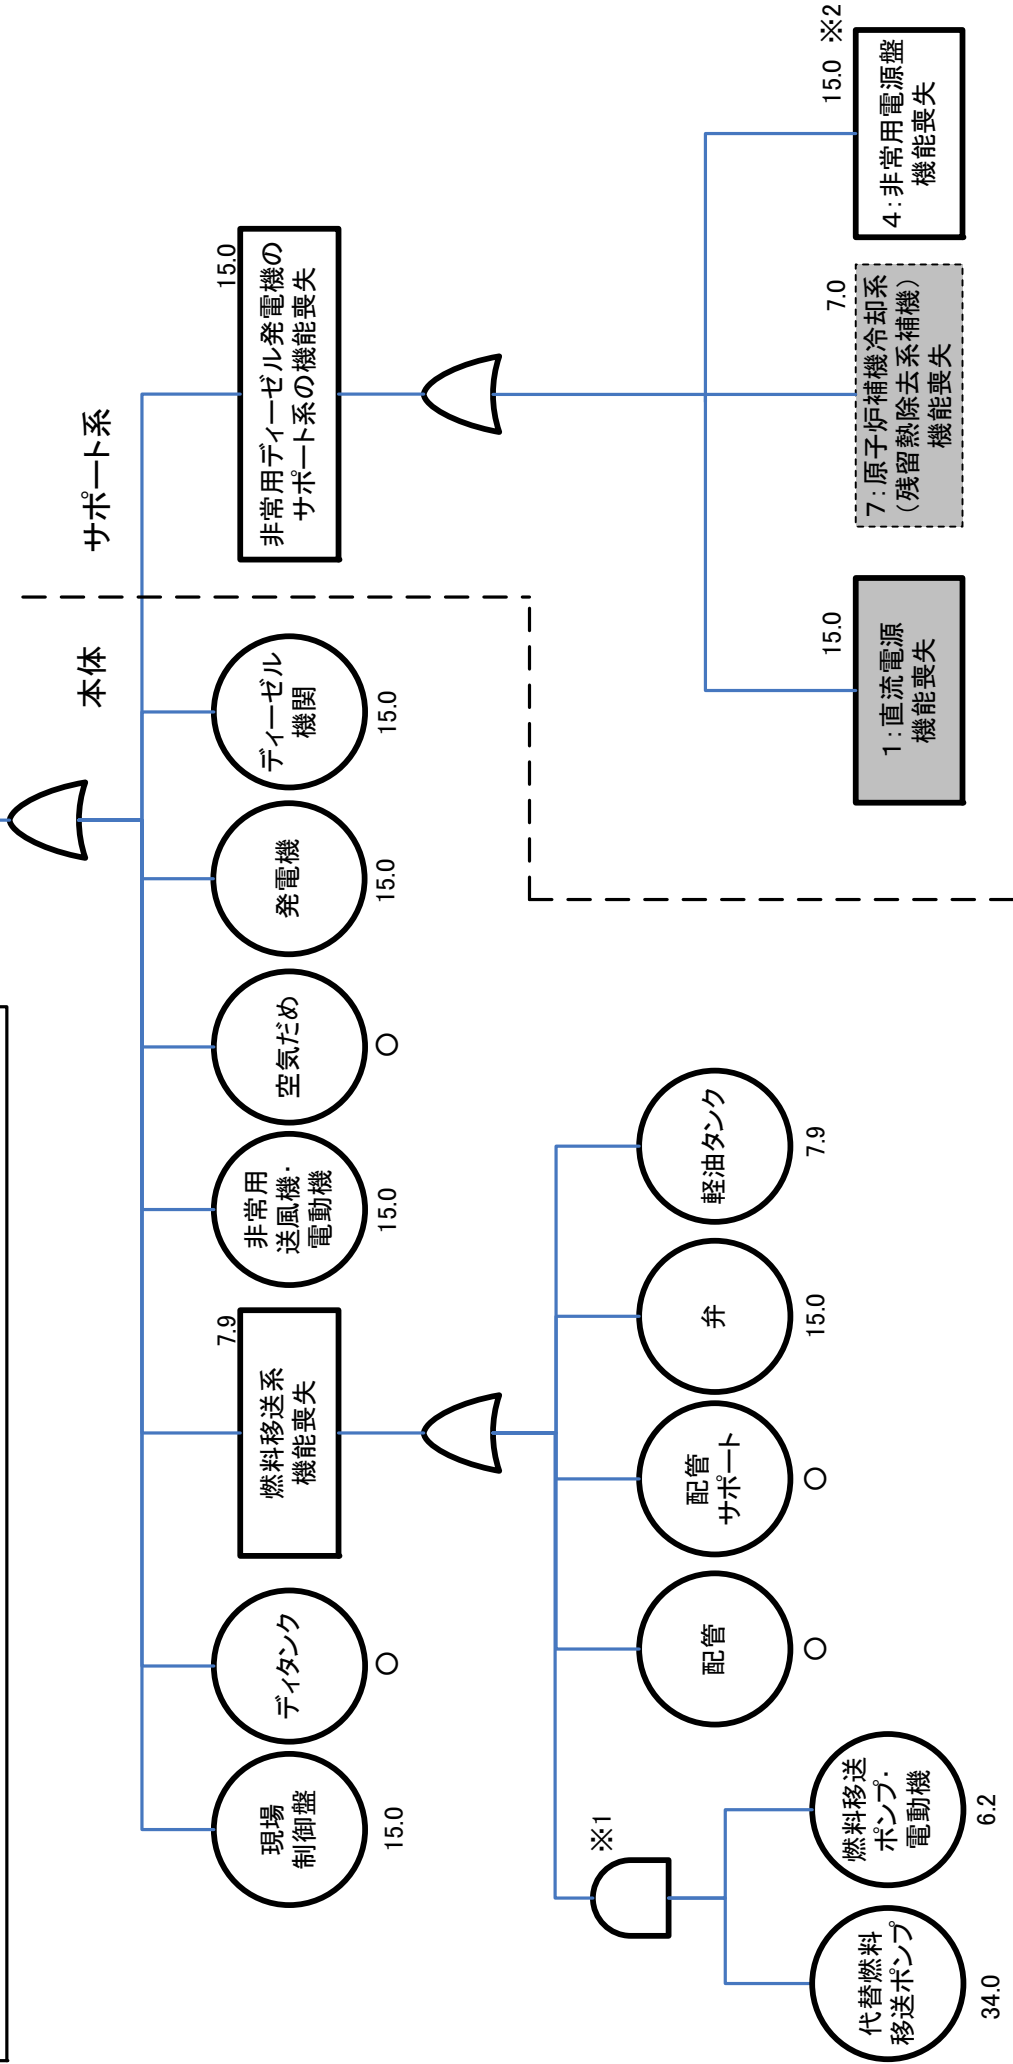 本体
サポート系
現場
制御盤
15.0
ディタンク
○
7.9
燃料移送系
機能喪失
非常用
送風機・
電動機
15.0
空気だめ
○
発電機
15.0
ディーゼル
機関
15.0
15.0
非常用ディーゼル発電機の
サポート系の機能喪失
※1
代替燃料
移送ポンプ
34.0
燃料移送
ポンプ・
電動機
6.2
配管
○
配管
サポート
○
弁
15.0
軽油タンク
7.9
15.0
1:直流電源
機能喪失
7.0
7:原子炉補機冷却系
(残留熱除去系補機)
機能喪失
15.0 ※2
4:非常用電源盤
機能喪失